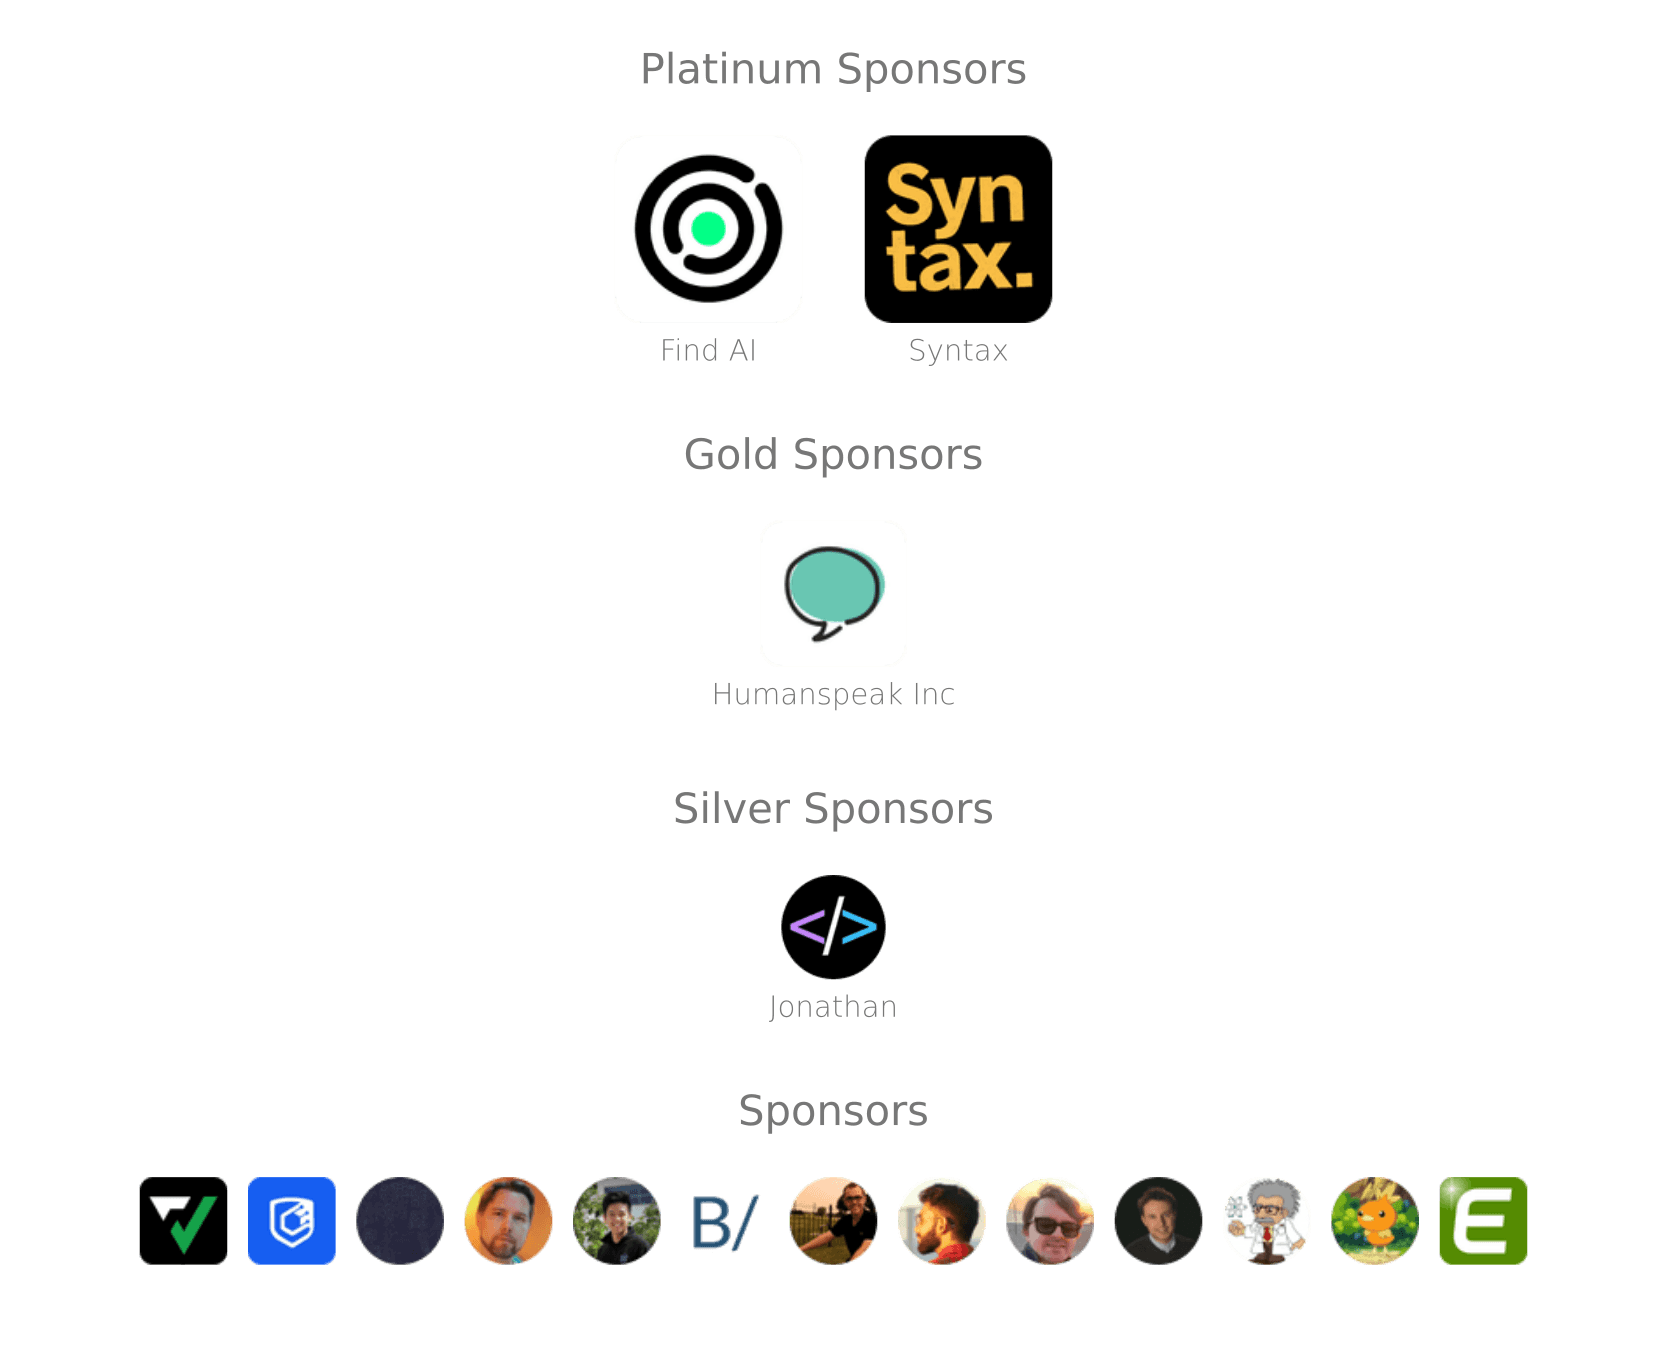 Platinum Sponsors
Syn
tax.
Find AI
Syntax
Gold Sponsors
Humanspeak Inc
Silver Sponsors
</>
Jonathan
Sponsors
B/
E